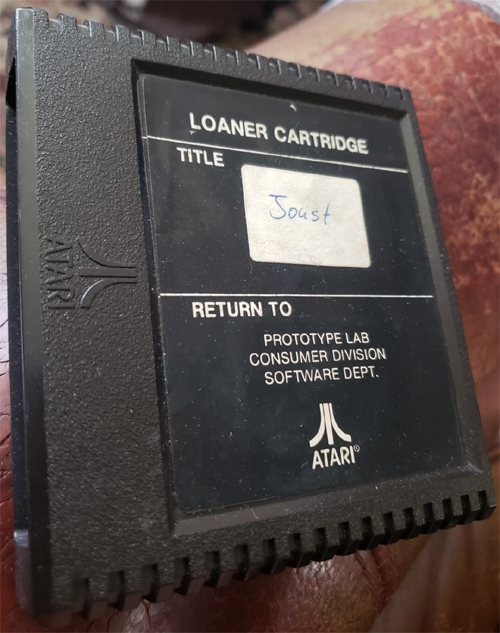 LOANER CARTRIDGE
TITLE
Joust
RETURN TO
PROTOTYPE LAB
CONSUMER DIVISION
SOFTWARE DEPT.
ATARI®
ATARI